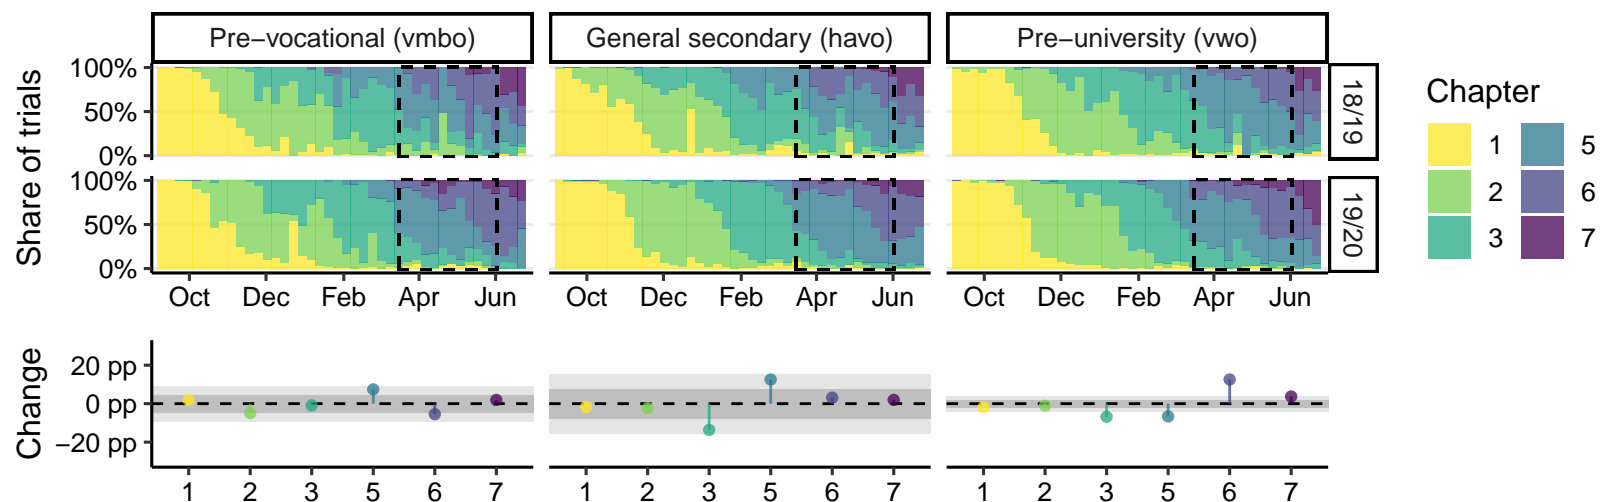 Pre−vocational (vmbo) General secondary (havo) Pre−university (vwo)
Share of trials
100%
50%
0%
18/19
100%
50%
0%
19/20
Oct Dec Feb Apr Jun Oct Dec Feb Apr Jun Oct Dec Feb Apr Jun
Chapter
1 5
2 6
3 7
Change
20 pp
0 pp
−20 pp
1 2 3 5 6 7 1 2 3 5 6 7 1 2 3 5 6 7